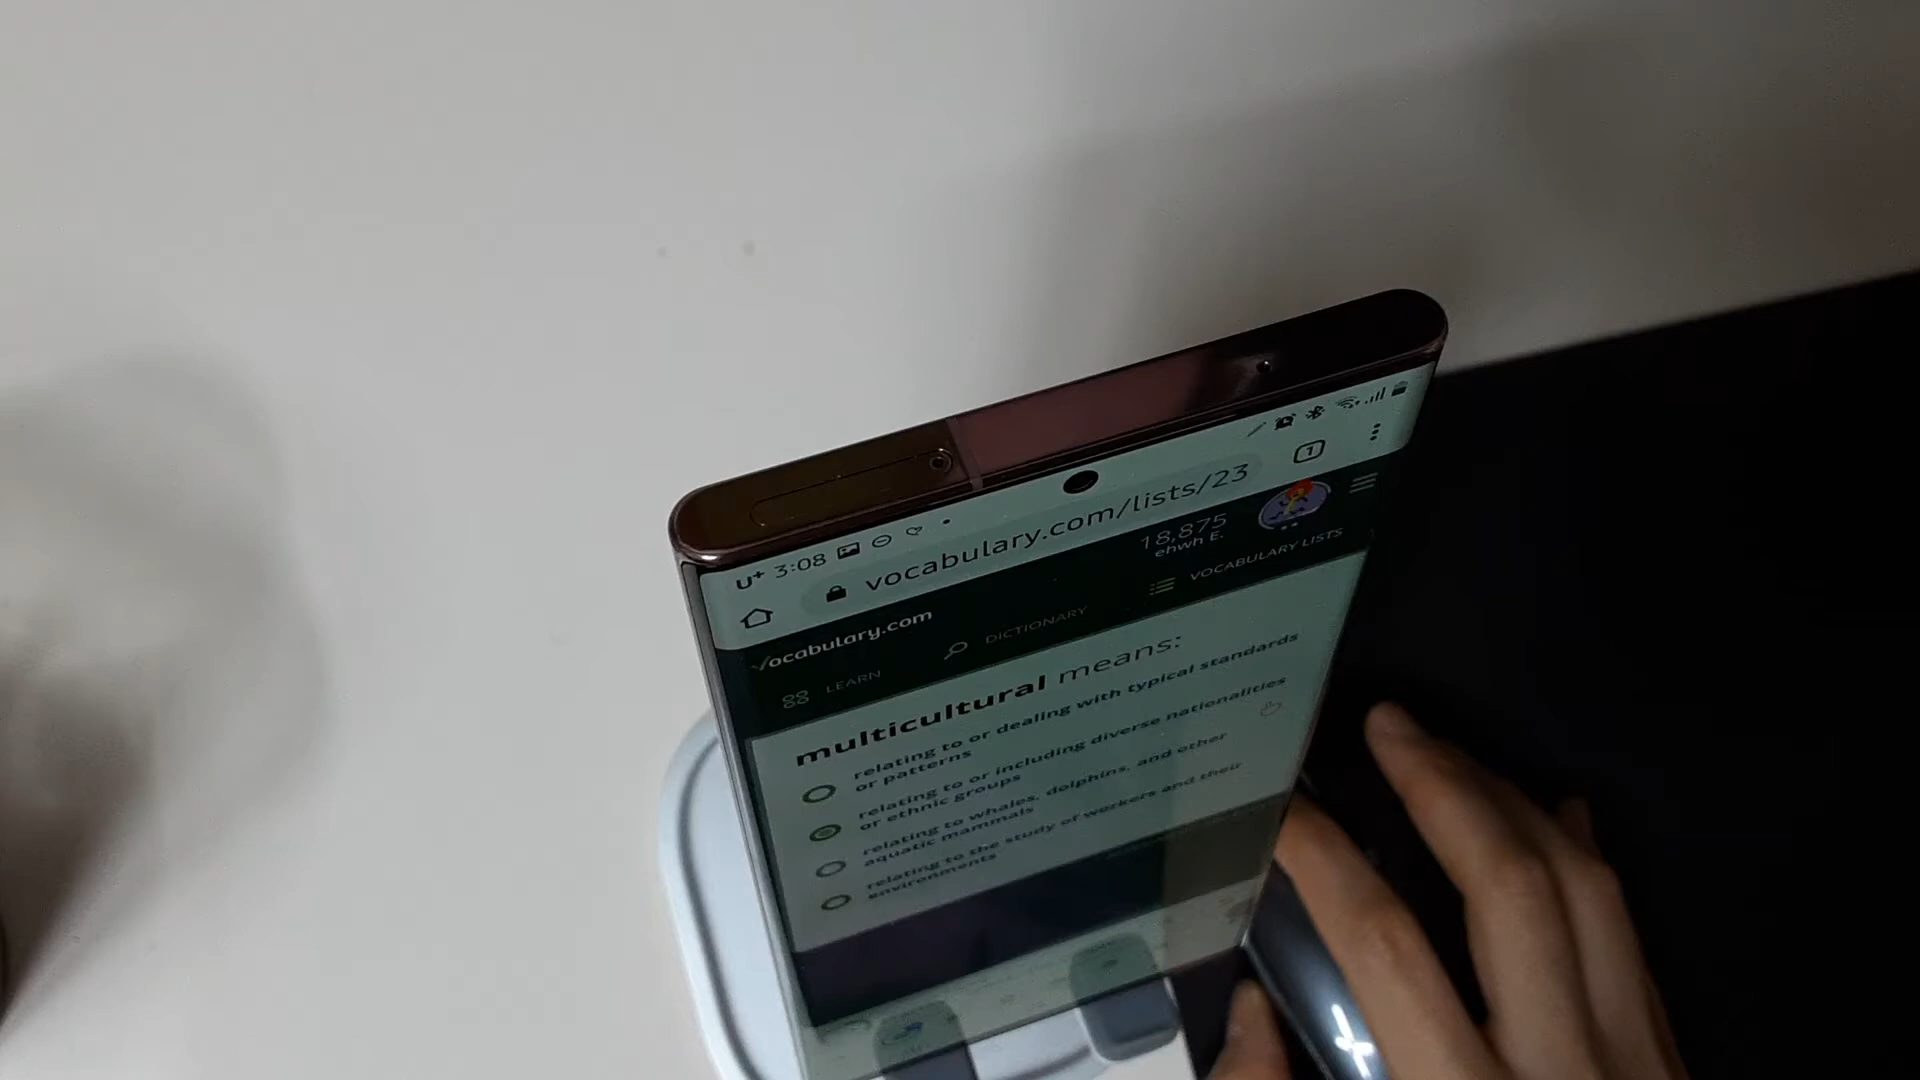 U+ 3:08
1
vocabulary.com/lists/23
18,875
ehwh E.
vocabulary.com
LEARN
DICTIONARY
VOCABULARY LISTS
multicultural means:
relating to or dealing with typical standards
or patterns
relating to or including diverse nationalities
or ethnic groups
relating to whales, dolphins, and other
aquatic mammals
relating to the study of workers and their
environments